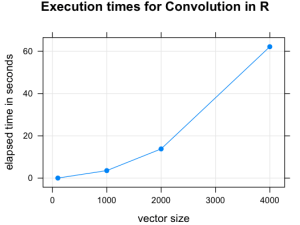 Execution times for Convolution in R
elapsed time in seconds
60
40
20
0
0 1000 2000 3000 4000
vector size